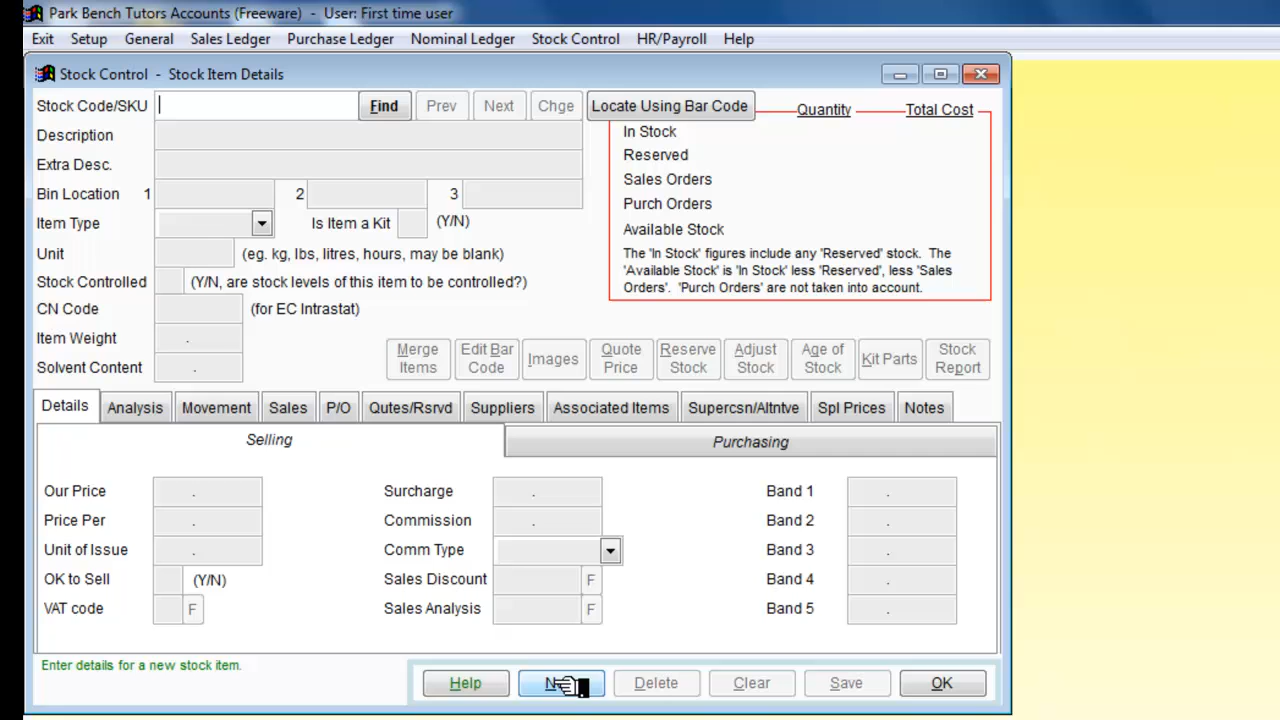 Park Bench Tutors Accounts (Freeware) - User: First time user
Exit Setup General Sales Ledger Purchase Ledger Nominal Ledger Stock Control HR/Payroll Help
Stock Control - Stock Item Details
Stock Code/SKU Find Prev Next Chge Locate Using Bar Code Quantity Total Cost
Description In Stock
Extra Desc. Reserved
Bin Location 1 2 3 Sales Orders
Purch Orders
Item Type Is Item a Kit (Y/N) Available Stock
Unit (eg. kg, lbs, litres, hours, may be blank) The 'In Stock' figures include any 'Reserved' stock. The
'Available Stock' is 'In Stock' less 'Reserved', less 'Sales
Stock Controlled (Y/N, are stock levels of this item to be controlled?) Orders'. 'Purch Orders' are not taken into account.
CN Code (for EC Intrastat)
Item Weight .
Solvent Content .
Merge Items Edit Bar Code Images Quote Price Reserve Stock Adjust Stock Age of Stock Kit Parts Stock Report
Details Analysis Movement Sales P/O Qutes/Rsrvd Suppliers Associated Items Supercsn/Altntve Spl Prices Notes
Selling Purchasing
Our Price . Surcharge . Band 1 .
Price Per . Commission . Band 2 .
Unit of Issue . Comm Type Band 3 .
OK to Sell (Y/N) Sales Discount F Band 4 .
VAT code F Sales Analysis F Band 5 .
Enter details for a new stock item.
Help Delete Clear Save OK